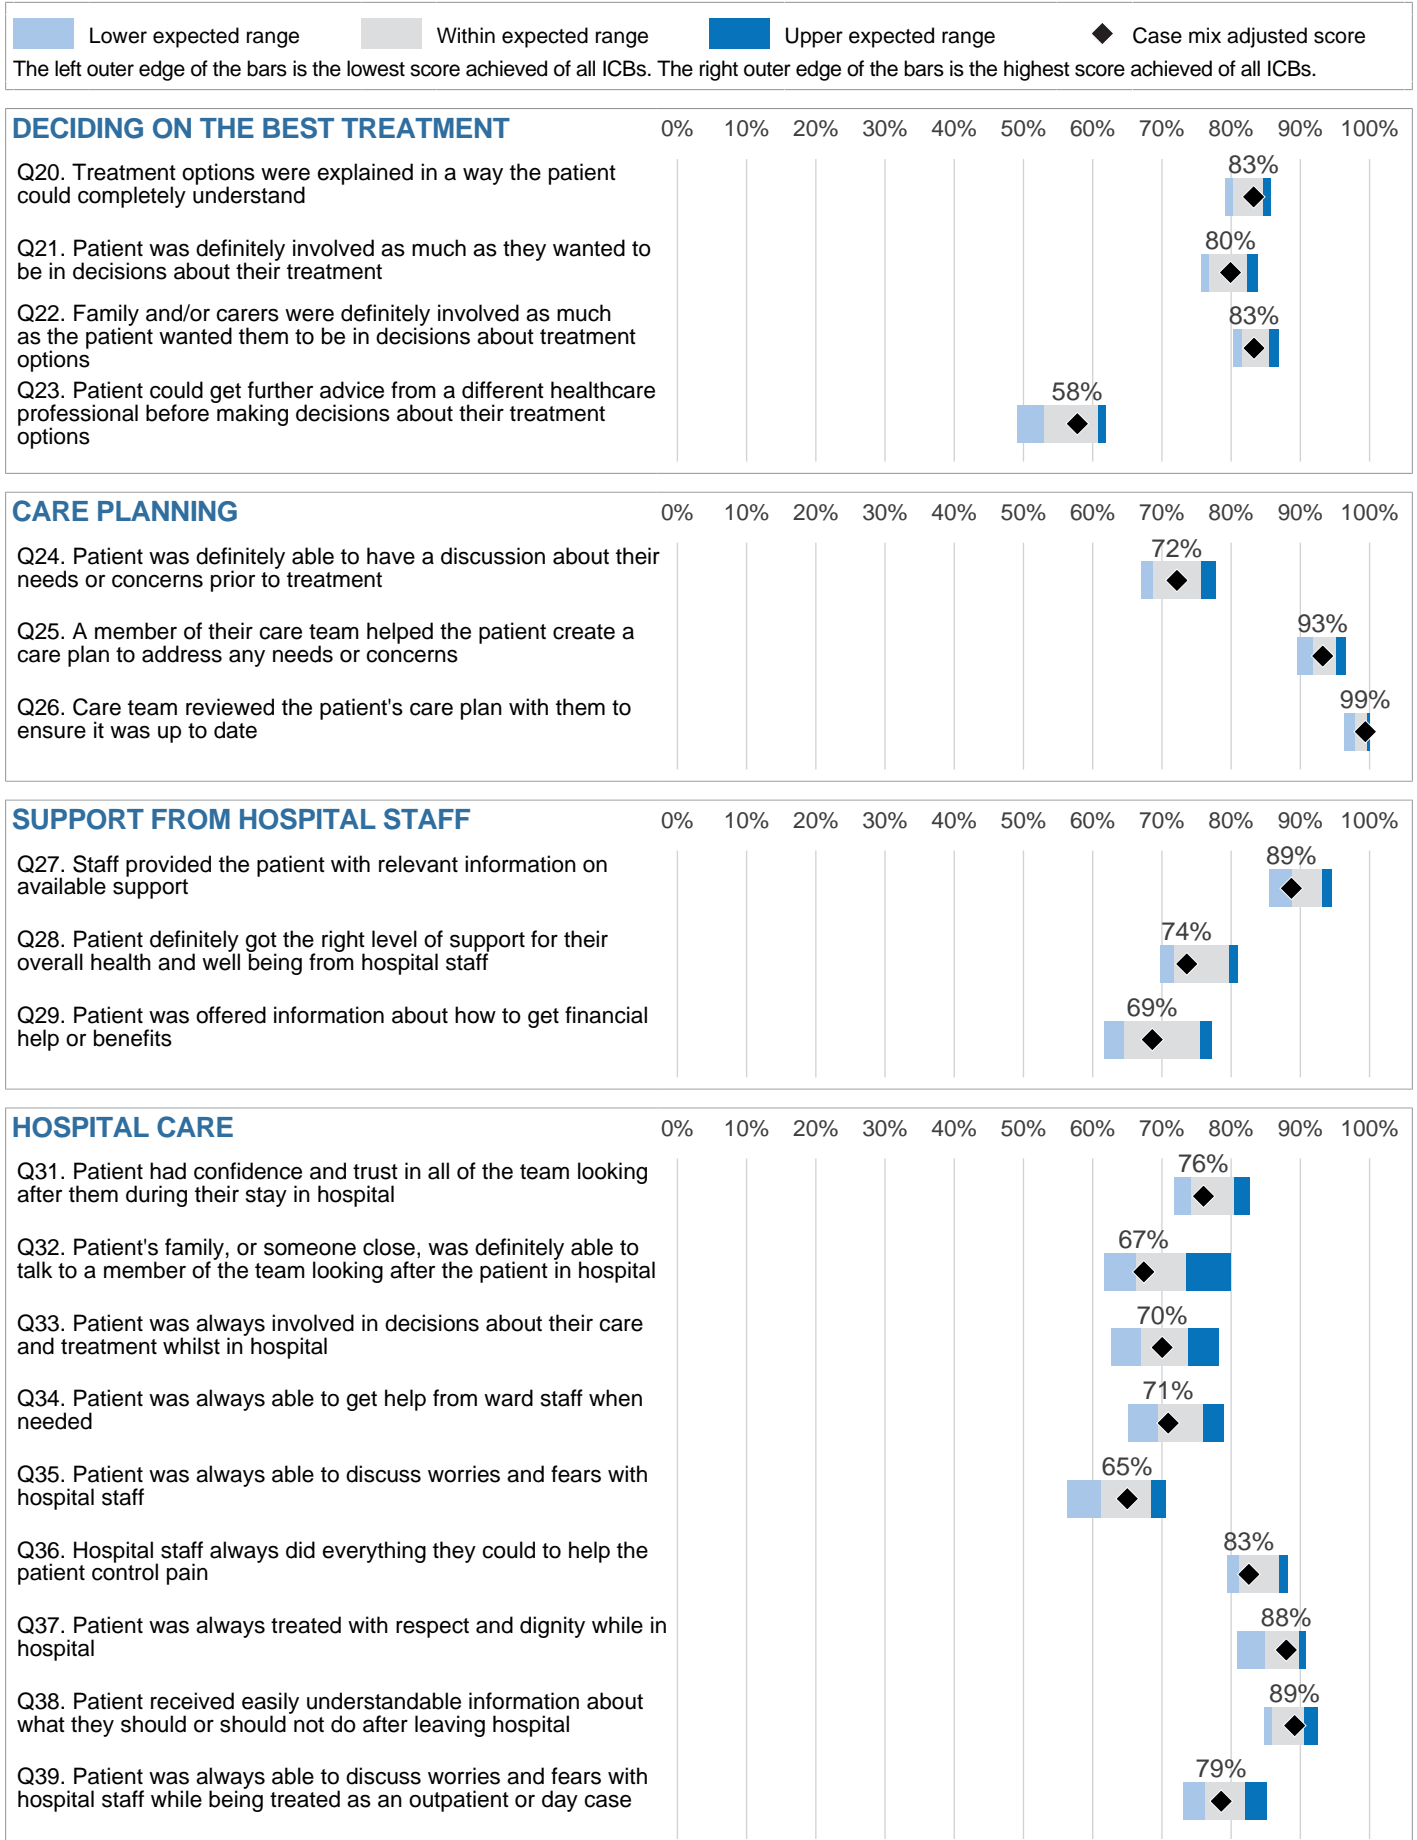 Lower expected range Within expected range Upper expected range Case mix adjusted score
The left outer edge of the bars is the lowest score achieved of all ICBs. The right outer edge of the bars is the highest score achieved of all ICBs.
DECIDING ON THE BEST TREATMENT 0% 10% 20% 30% 40% 50% 60% 70% 80% 90% 100%
Q20. Treatment options were explained in a way the patient
could completely understand
83%
Q21. Patient was definitely involved as much as they wanted to
be in decisions about their treatment
80%
Q22. Family and/or carers were definitely involved as much
as the patient wanted them to be in decisions about treatment
options
83%
Q23. Patient could get further advice from a different healthcare
professional before making decisions about their treatment
options
58%
CARE PLANNING 0% 10% 20% 30% 40% 50% 60% 70% 80% 90% 100%
Q24. Patient was definitely able to have a discussion about their
needs or concerns prior to treatment
72%
Q25. A member of their care team helped the patient create a
care plan to address any needs or concerns
93%
Q26. Care team reviewed the patient's care plan with them to
ensure it was up to date
99%
SUPPORT FROM HOSPITAL STAFF 0% 10% 20% 30% 40% 50% 60% 70% 80% 90% 100%
Q27. Staff provided the patient with relevant information on
available support
89%
Q28. Patient definitely got the right level of support for their
overall health and well being from hospital staff
74%
Q29. Patient was offered information about how to get financial
help or benefits
69%
HOSPITAL CARE 0% 10% 20% 30% 40% 50% 60% 70% 80% 90% 100%
Q31. Patient had confidence and trust in all of the team looking
after them during their stay in hospital
76%
Q32. Patient's family, or someone close, was definitely able to
talk to a member of the team looking after the patient in hospital
67%
Q33. Patient was always involved in decisions about their care
and treatment whilst in hospital
70%
Q34. Patient was always able to get help from ward staff when
needed
71%
Q35. Patient was always able to discuss worries and fears with
hospital staff
65%
Q36. Hospital staff always did everything they could to help the
patient control pain
83%
Q37. Patient was always treated with respect and dignity while in
hospital
88%
Q38. Patient received easily understandable information about
what they should or should not do after leaving hospital
89%
Q39. Patient was always able to discuss worries and fears with
hospital staff while being treated as an outpatient or day case
79%